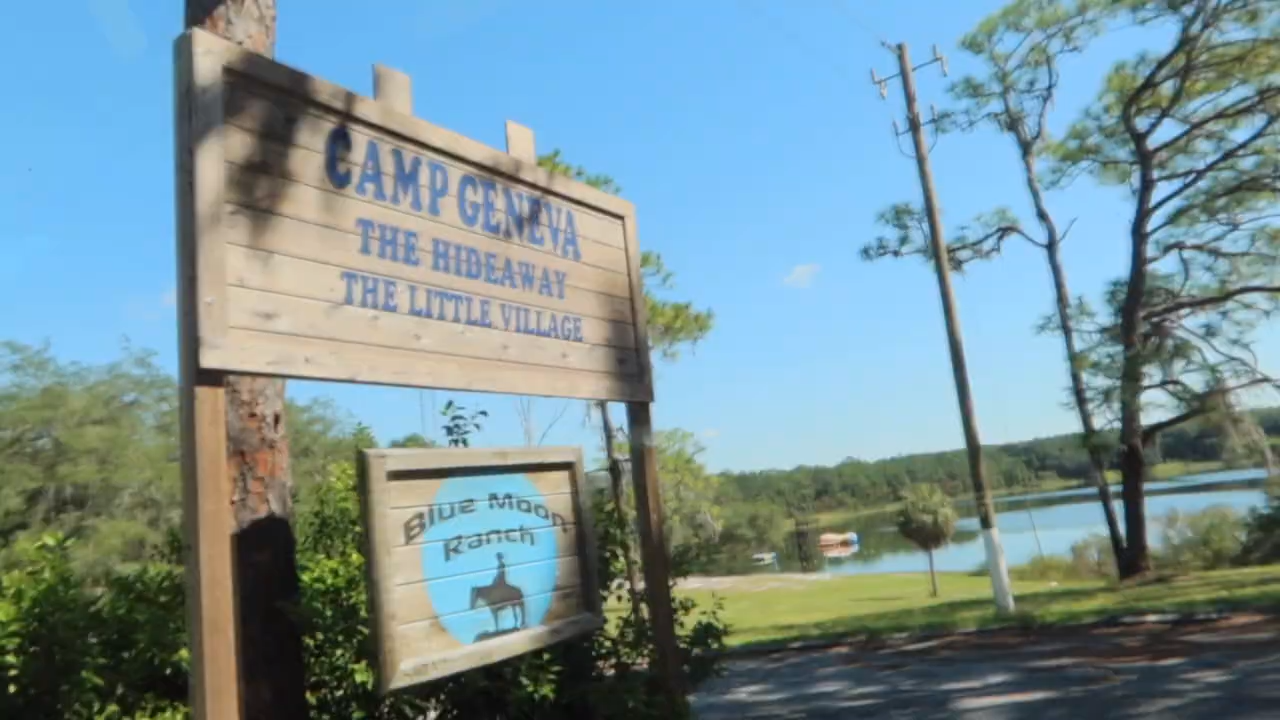 CAMP GENEVA
THE HIDEAWAY
THE LITTLE VILLAGE
Blue Moon
Ranch